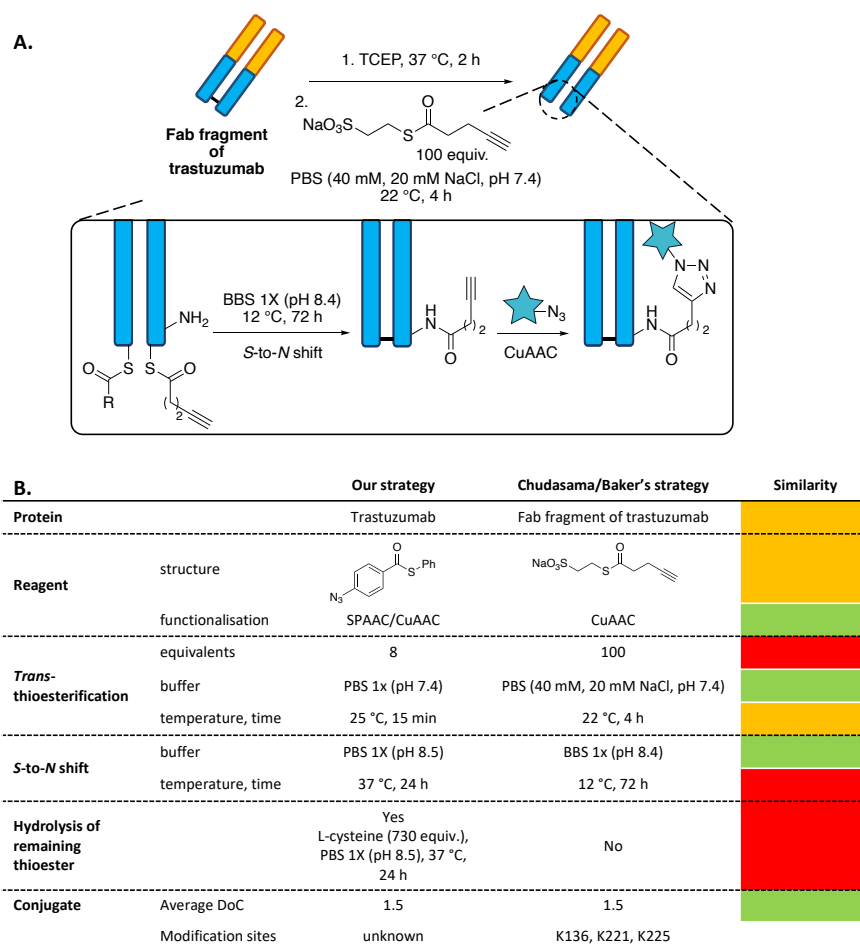 A.
1. TCEP, 37 °C, 2 h
2.
O
NaO3S
S
100 equiv.
Fab fragment
of
trastuzumab
PBS (40 mM, 20 mM NaCl, pH 7.4)
22 °C, 4 h
NH2
O
S
S
O
R
2
BBS 1X (pH 8.4)
12 °C, 72 h
S-to-N shift
H
N
O
2
N3
CuAAC
N
N
N
H
N
O
2
B.
Our strategy Chudasama/Baker's strategy Similarity
Protein Trastuzumab Fab fragment of trastuzumab
Reagent
structure
O
S
Ph
N3
O
NaO3S
S
functionalisation SPAAC/CuAAC CuAAC
Trans-
thioesterification
equivalents 8 100
buffer PBS 1x (pH 7.4) PBS (40 mM, 20 mM NaCl, pH 7.4)
temperature, time 25 °C, 15 min 22 °C, 4 h
S-to-N shift
buffer PBS 1X (pH 8.5) BBS 1x (pH 8.4)
temperature, time 37 °C, 24 h 12 °C, 72 h
Hydrolysis of
remaining
thioester
Yes
L-cysteine (730 equiv.),
PBS 1X (pH 8.5), 37 °C,
24 h
No
Conjugate Average DoC 1.5 1.5
Modification sites unknown K136, K221, K225